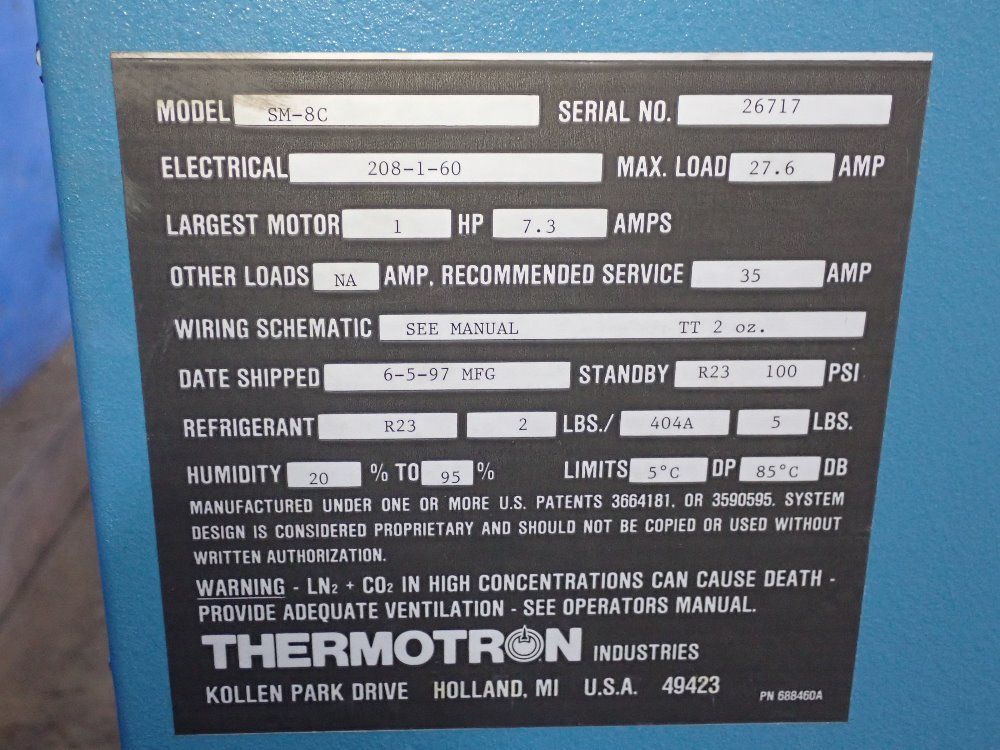 MODEL SM-8C SERIAL NO. 26717
ELECTRICAL 208-1-60 MAX. LOAD 27.6 AMP
LARGEST MOTOR 1 HP 7.3 AMPS
OTHER LOADS NA AMP. RECOMMENDED SERVICE 35 AMP
WIRING SCHEMATIC SEE MANUAL TT 2 oz.
DATE SHIPPED 6-5-97 MFG STANDBY R23 100 PSI
REFRIGERANT R23 2 LBS./ 404A 5 LBS.
HUMIDITY 20 % TO 95 % LIMITS 5°C DP 85°C DB
MANUFACTURED UNDER ONE OR MORE U.S. PATENTS 3664181. OR 3590595. SYSTEM
DESIGN IS CONSIDERED PROPRIETARY AND SHOULD NOT BE COPIED OR USED WITHOUT
WRITTEN AUTHORIZATION.
WARNING - LN₂ + CO₂ IN HIGH CONCENTRATIONS CAN CAUSE DEATH -
PROVIDE ADEQUATE VENTILATION - SEE OPERATORS MANUAL.
THERMOTRON INDUSTRIES
KOLLEN PARK DRIVE HOLLAND, MI U.S.A. 49423 PN 688460A